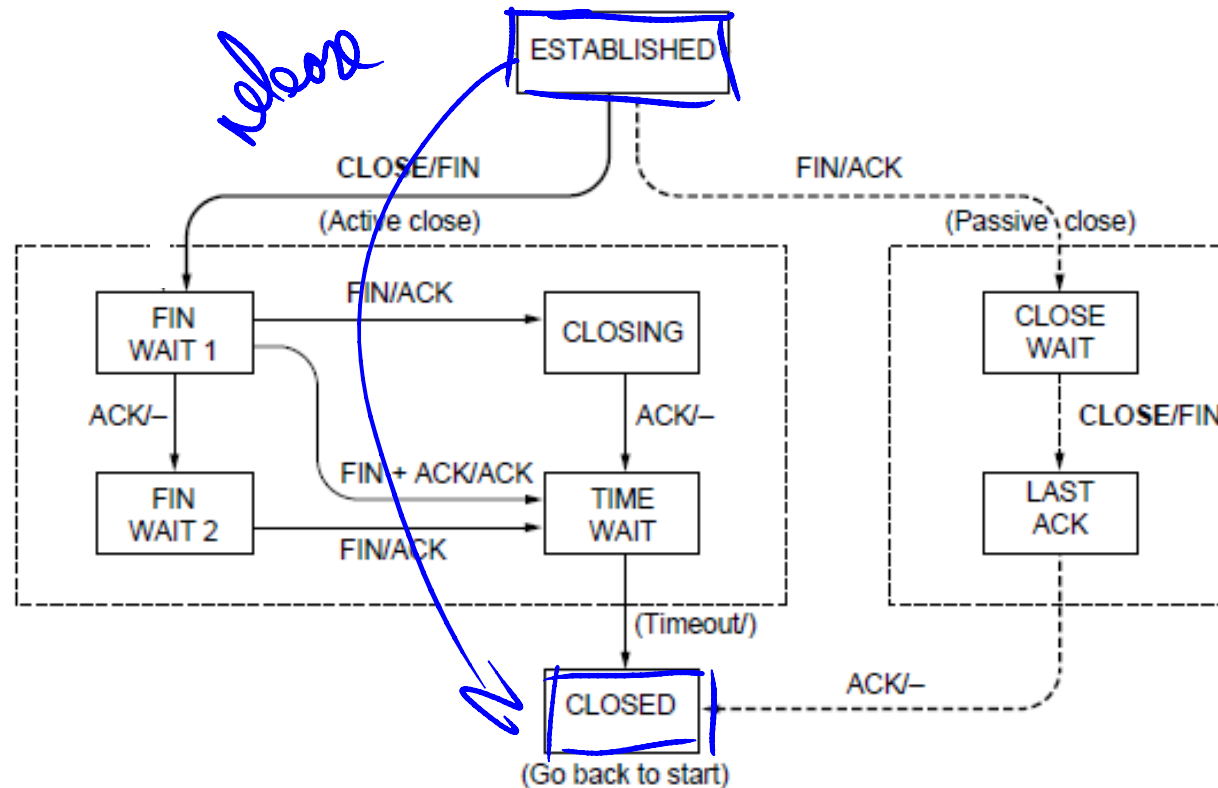 release
ESTABLISHED
CLOSE/FIN
FIN/ACK
(Active close)
(Passive close)
FIN
WAIT 1
FIN/ACK
CLOSING
CLOSE
WAIT
ACK/–
ACK/–
CLOSE/FIN
FIN + ACK/ACK
FIN
WAIT 2
FIN/ACK
TIME
WAIT
LAST
ACK
(Timeout/)
CLOSED
ACK/–
(Go back to start)